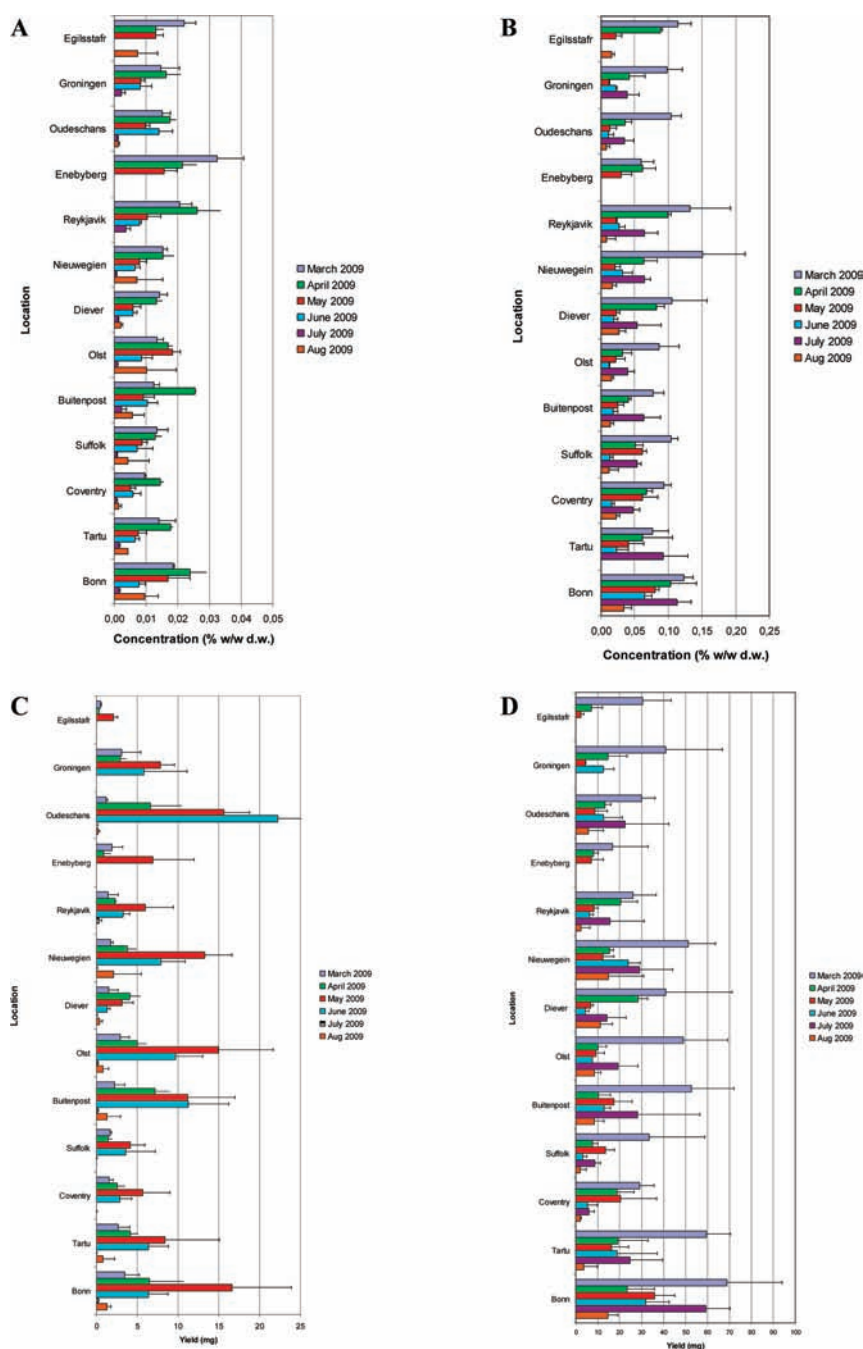 A
Location
Egilsstafr
Groningen
Oudeschans
Enebyberg
Reykjavik
Nieuwegien
Diever
Olst
Buitenpost
Suffolk
Coventry
Tartu
Bonn
0,00 0,01 0,02 0,03 0,04 0,05
Concentration (% w/w d.w.)
March 2009
April 2009
May 2009
June 2009
July 2009
Aug 2009
B
Location
Egilsstafr
Groningen
Oudeschans
Enebyberg
Reykjavik
Nieuwegein
Diever
Olst
Buitenpost
Suffolk
Coventry
Tartu
Bonn
0,00 0,05 0,10 0,15 0,20 0,25
Concentration (% w/w d.w.)
March 2009
April 2009
May 2009
June 2009
July 2009
Aug 2009
C
Location
Egilsstafr
Groningen
Oudeschans
Enebyberg
Reykjavik
Nieuwegien
Diever
Olst
Buitenpost
Suffolk
Coventry
Tartu
Bonn
0 5 10 15 20 25
Yield (mg)
March 2009
April 2009
May 2009
June 2009
July 2009
Aug 2009
D
Location
Egilsstafr
Groningen
Oudeschans
Enebyberg
Reykjavik
Nieuwegein
Diever
Olst
Buitenpost
Suffolk
Coventry
Tartu
Bonn
0 10 20 30 40 50 60 70 80 90 100
Yield (mg)
March 2009
April 2009
May 2009
June 2009
July 2009
Aug 2009